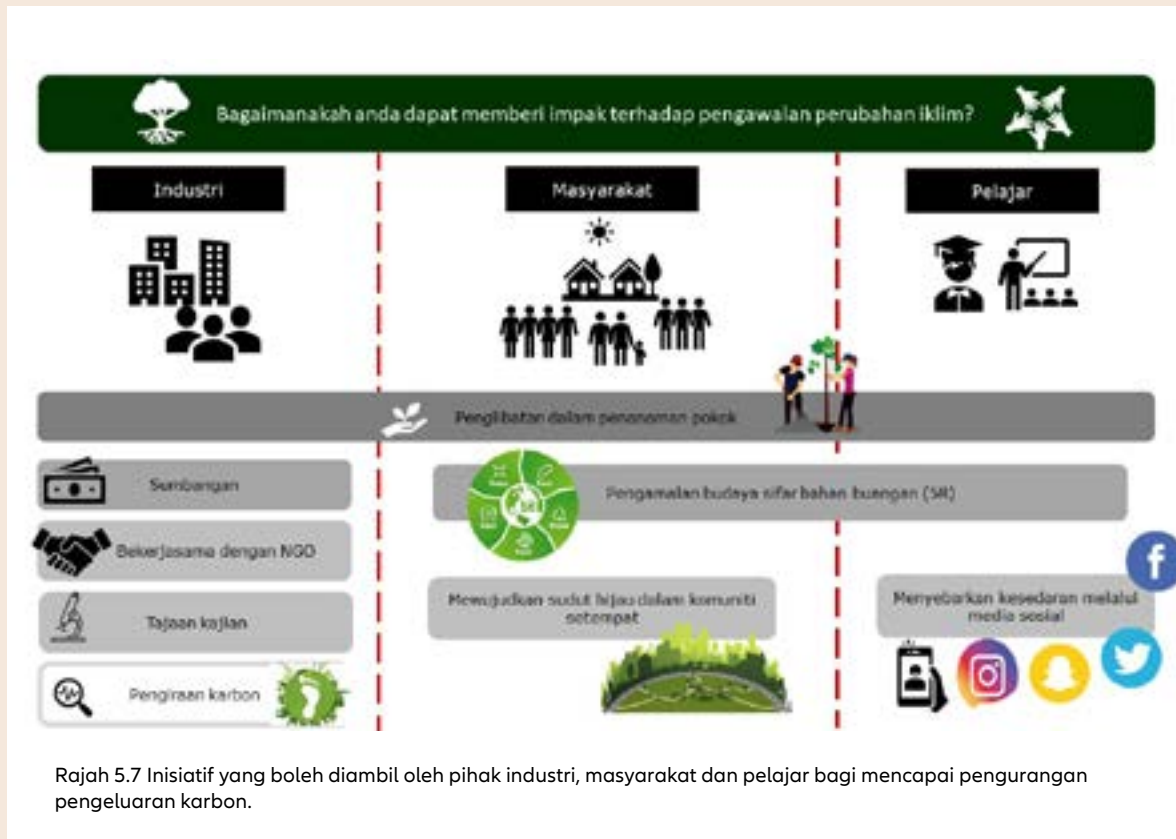 Bagaimanakah anda dapat memberi impak terhadap pengawalan perubahan iklim?
Industri
Masyarakat
Pelajar
Penglibatan dalam penanaman pokok
Sumbangan
Bekerjasama dengan NGO
Tajaan kajian
Pengiraan karbon
Pengamalan budaya sifar bahan buangan (5R)
Mewujudkan sudut hijau dalam komuniti
setempat
Menyebarkan kesedaran melalui
media sosial
Rajah 5.7 Inisiatif yang boleh diambil oleh pihak industri, masyarakat dan pelajar bagi mencapai pengurangan
pengeluaran karbon.